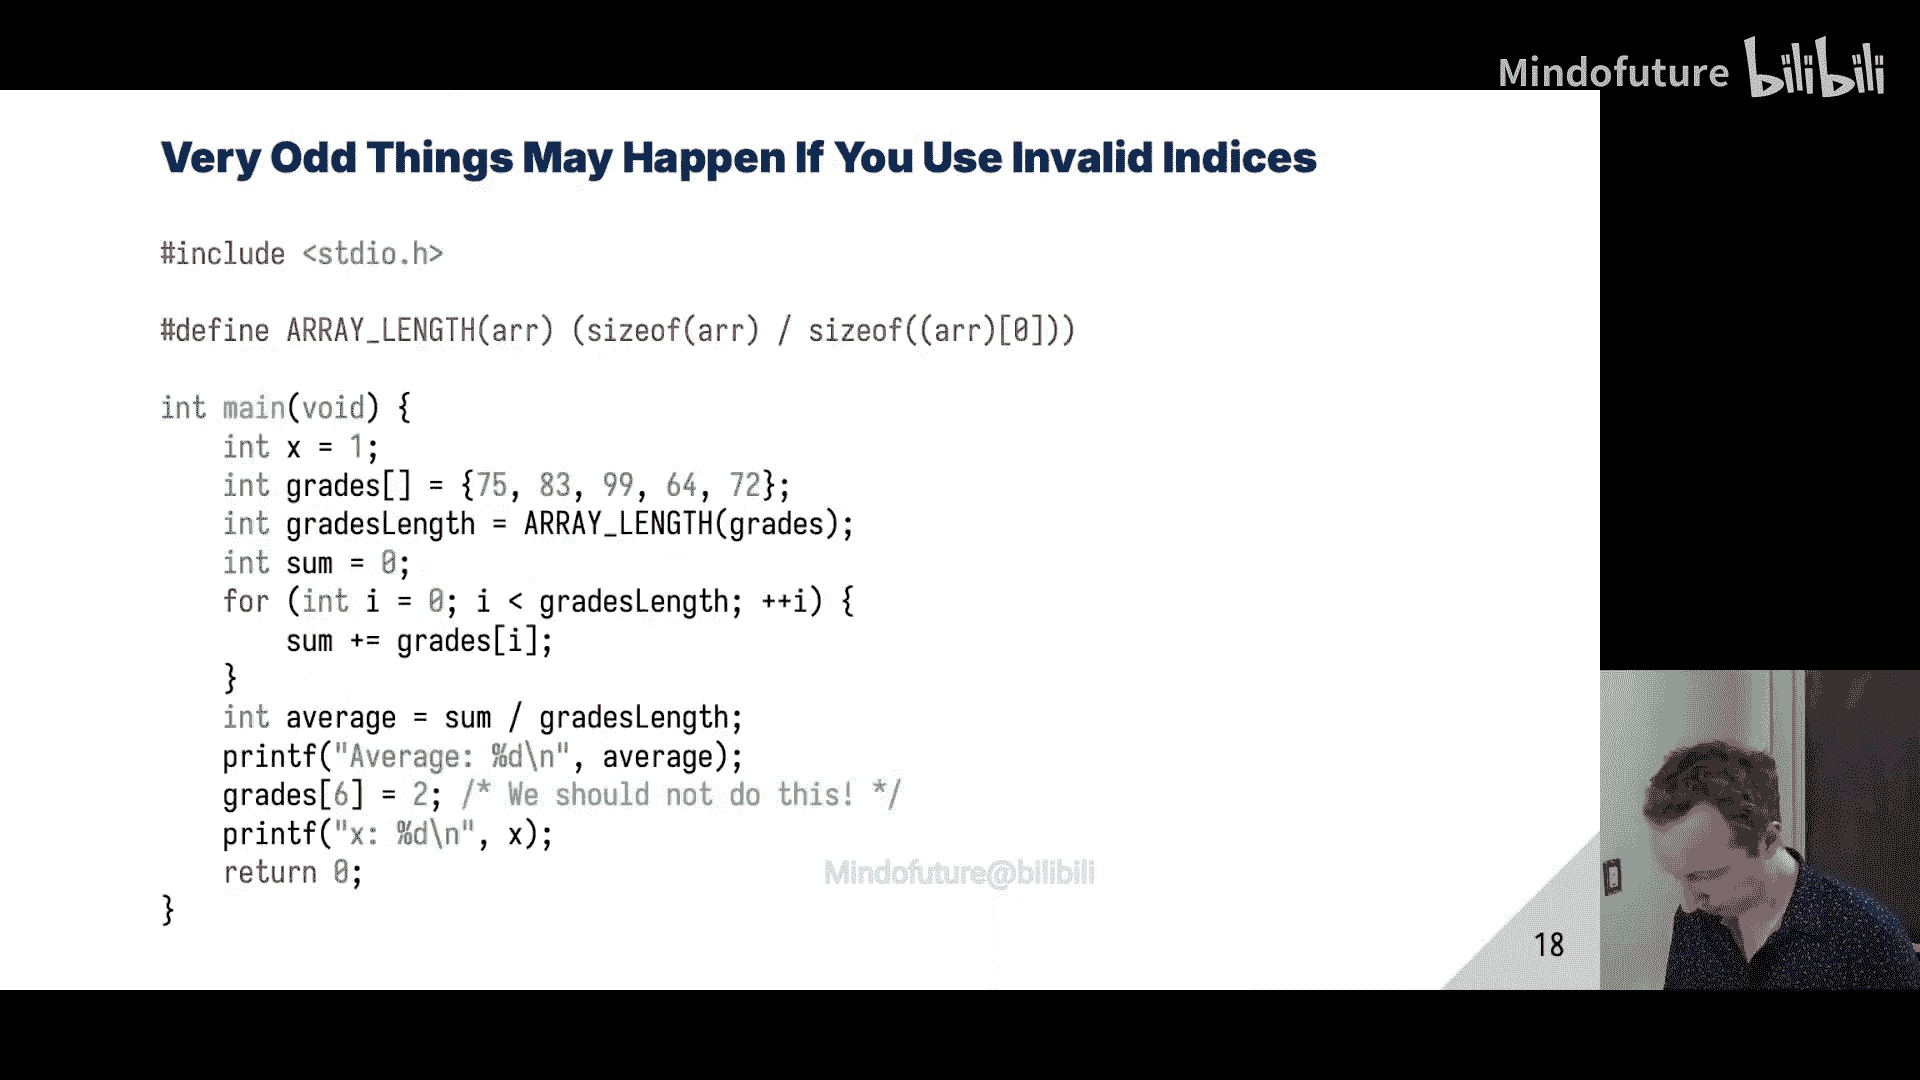 Mindofuture bilibili
Very Odd Things May Happen If You Use Invalid Indices
#include <stdio.h>
#define ARRAY_LENGTH(arr) (sizeof(arr) / sizeof((arr)[0]))
int main(void) {
    int x = 1;
    int grades[] = {75, 83, 99, 64, 72};
    int gradesLength = ARRAY_LENGTH(grades);
    int sum = 0;
    for (int i = 0; i < gradesLength; ++i) {
        sum += grades[i];
    }
    int average = sum / gradesLength;
    printf("Average: %d\n", average);
    grades[6] = 2; /* We should not do this! */
    printf("x: %d\n", x);
    return 0;
}
Mindofuture@bilibili
18